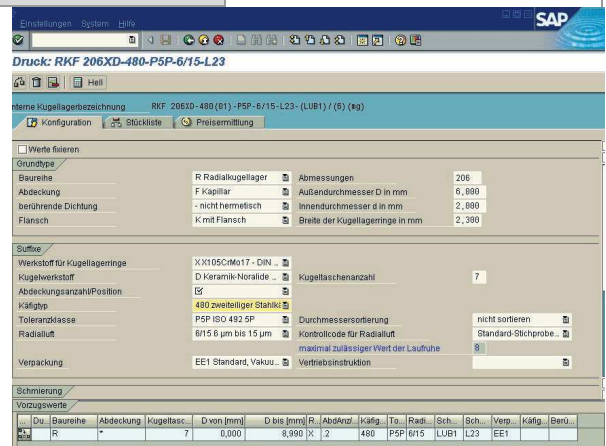 Einstellungen System Hilfe
SAP
Druck: RKF 206XD-480-P5P-6/15-L23
Hell
nterne Kugellagerbezeichnung RKF 206XD-480(01)-P5P-6/15-L23-(LUB1)/(6)(mg)
Konfiguration Stückliste Preisermittlung
Werte fixieren
Grundtype
Baureihe R Radialkugellager Abmessungen 206
Abdeckung F Kapillar Außendurchmesser D in mm 6,000
berührende Dichtung - nicht hermetisch Innendurchmesser d in mm 2,000
Flansch K mit Flansch Breite der Kugellagerringe in mm 2,300
Suffixe
Werkstoff für Kugellagerringe X X105CrMo17 - DIN ..
Kugelwerkstoff D Keramik-Noralide .. Kugeltaschenanzahl 7
Abdeckungsanzahl/Position
Käfigtyp 480 zweiteiliger Stahlkä
Toleranzklasse P5P ISO 492 5P Durchmessersortierung nicht sortieren
Radialluft 6/15 6 µm bis 15 µm Kontrollcode für Radialluft Standard-Stichprobe..
maximal zulässiger Wert der Laufruhe 8
Verpackung EE1 Standard, Vakuu.. Vertriebsinstruktion
Schmierung
Vorzugswerte
... Du... Baureihe Abdeckung Kugeltasc... D von [mm] D bis [mm] R... AbdAnz/... Käfig... To... Radi... Sch... Sch... Verp... Käfig... Berü...
R * 7 0,000 8,990 X .2 480 P5P 6/15 LUB1 L23 EE1